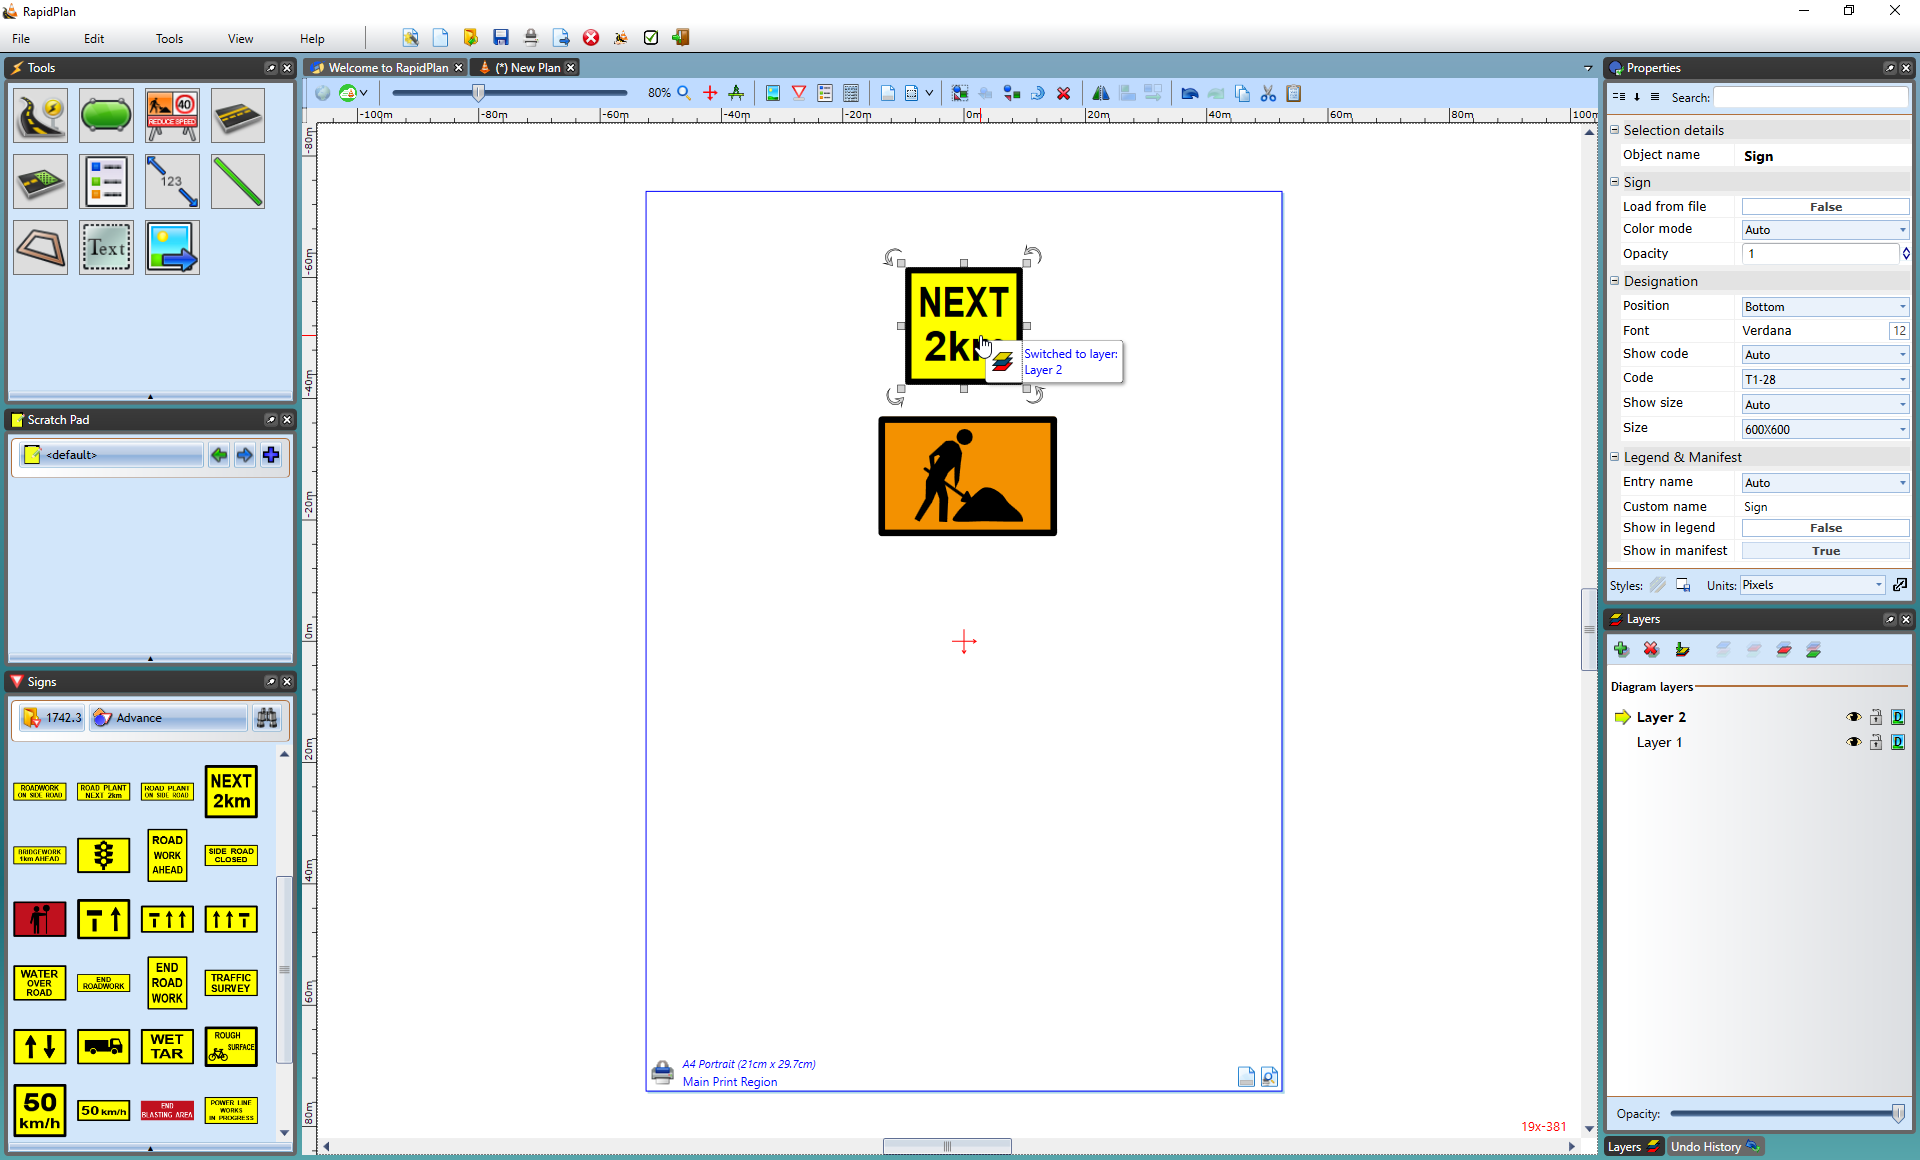 RapidPlan
File Edit Tools View Help
Tools
REDUCE SPEED
40
123
Text
Scratch Pad
<default>
Signs
1742.3 Advance
ROADWORK
ON SIDE ROAD
ROAD PLANT
NEXT 2km
ROAD PLANT
ON SIDE ROAD
NEXT
2km
BRIDGEWORK
1km AHEAD
ROAD
WORK
AHEAD
SIDE ROAD
CLOSED
WATER
OVER
ROAD
END
ROADWORK
END
ROAD
WORK
TRAFFIC
SURVEY
WET
TAR
ROUGH
SURFACE
50
km/h
50 km/h
END
BLASTING AREA
POWER LINE
WORKS
IN PROGRESS
Welcome to RapidPlan (*) New Plan
80%
-100m -80m -60m -40m -20m 0m 20m 40m 60m 80m 100m
-80m
-60m
-40m
-20m
0m
20m
40m
60m
80m
NEXT
2km
Switched to layer:
Layer 2
A4 Portrait (21cm x 29.7cm)
Main Print Region
19x-381
Properties
Search:
Selection details
Object name Sign
Sign
Load from file False
Color mode Auto
Opacity 1
Designation
Position Bottom
Font Verdana 12
Show code Auto
Code T1-28
Show size Auto
Size 600X600
Legend & Manifest
Entry name Auto
Custom name Sign
Show in legend False
Show in manifest True
Styles: Units: Pixels
Layers
Diagram layers
Layer 2 D
Layer 1 D
Opacity:
Layers Undo History